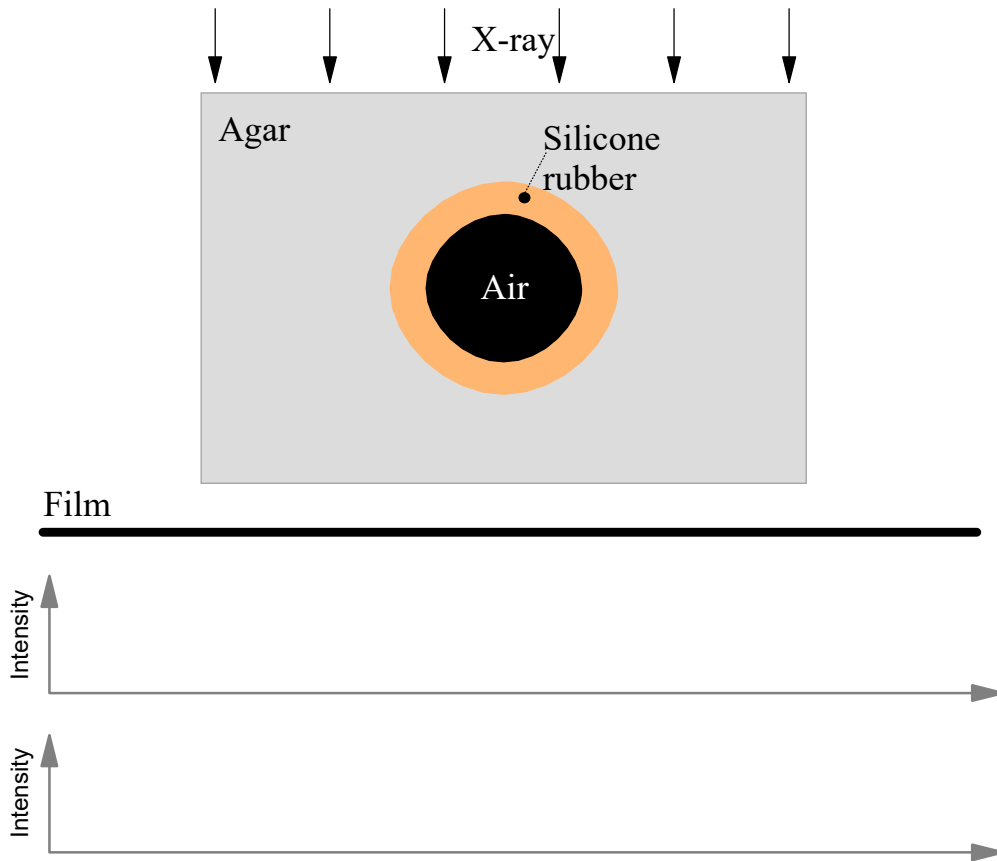 X-ray
Agar
Silicone
rubber
Air
Film
Intensity
Intensity